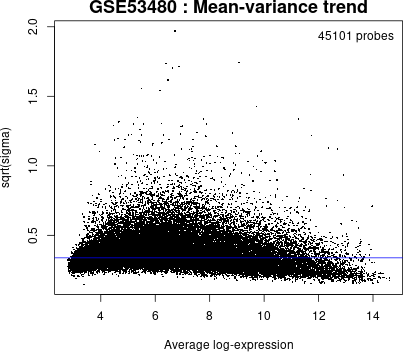 GSE53480 : Mean-variance trend
45101 probes
2.0
1.5
1.0
0.5
sqrt(sigma)
4 6 8 10 12 14
Average log-expression